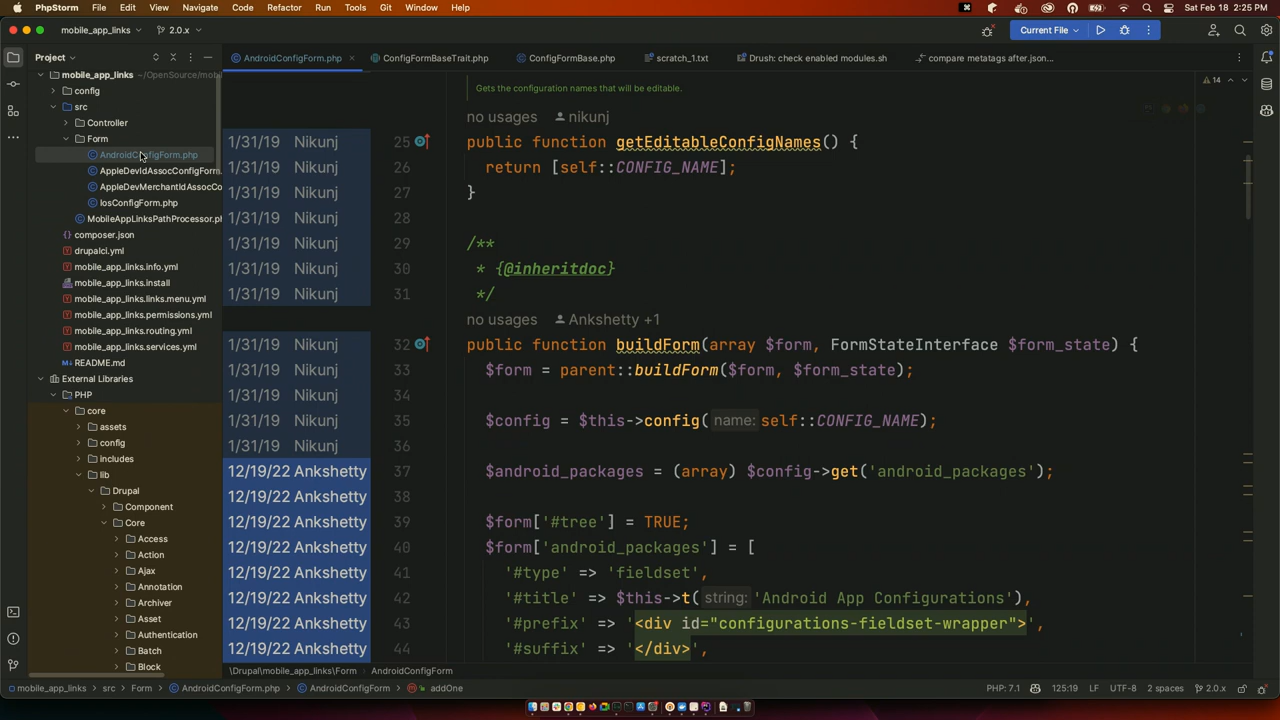 PhpStorm File Edit View Navigate Code Refactor Run Tools Git Window Help Sat Feb 18 2:25 PM
mobile_app_links 2.0.x Current File
Project
AndroidConfigForm.php ConfigFormBaseTrait.php ConfigFormBase.php scratch_1.txt Drush: check enabled modules.sh compare metatags after.json...
mobile_app_links ~/OpenSource/mob
config
src
Controller
Form
AndroidConfigForm.php
AppleDevIdAssocConfigForm.
AppleDevMerchantIdAssocCo
IosConfigForm.php
MobileAppLinksPathProcessor.ph
composer.json
drupalci.yml
mobile_app_links.info.yml
mobile_app_links.install
mobile_app_links.links.menu.yml
mobile_app_links.permissions.yml
mobile_app_links.routing.yml
mobile_app_links.services.yml
README.md
External Libraries
PHP
core
assets
config
includes
lib
Drupal
Component
Core
Access
Action
Ajax
Annotation
Archiver
Asset
Authentication
Batch
Block
Gets the configuration names that will be editable.
14
no usages nikunj
1/31/19 Nikunj 25 public function getEditableConfigNames() {
1/31/19 Nikunj 26 return [self::CONFIG_NAME];
1/31/19 Nikunj 27 }
1/31/19 Nikunj 28
1/31/19 Nikunj 29 /**
1/31/19 Nikunj 30 * {@inheritdoc}
1/31/19 Nikunj 31 */
no usages Ankshetty +1
1/31/19 Nikunj 32 public function buildForm(array $form, FormStateInterface $form_state) {
1/31/19 Nikunj 33 $form = parent::buildForm($form, $form_state);
1/31/19 Nikunj 34
1/31/19 Nikunj 35 $config = $this->config( name: self::CONFIG_NAME);
1/31/19 Nikunj 36
12/19/22 Ankshetty 37 $android_packages = (array) $config->get('android_packages');
12/19/22 Ankshetty 38
12/19/22 Ankshetty 39 $form['#tree'] = TRUE;
12/19/22 Ankshetty 40 $form['android_packages'] = [
12/19/22 Ankshetty 41 '#type' => 'fieldset',
12/19/22 Ankshetty 42 '#title' => $this->t( string: 'Android App Configurations'),
12/19/22 Ankshetty 43 '#prefix' => '<div id="configurations-fieldset-wrapper">',
12/19/22 Ankshetty 44 '#suffix' => '</div>',
\Drupal\mobile_app_links\Form AndroidConfigForm
mobile_app_links src Form AndroidConfigForm.php AndroidConfigForm addOne PHP: 7.1 125:19 LF UTF-8 2 spaces 2.0.x